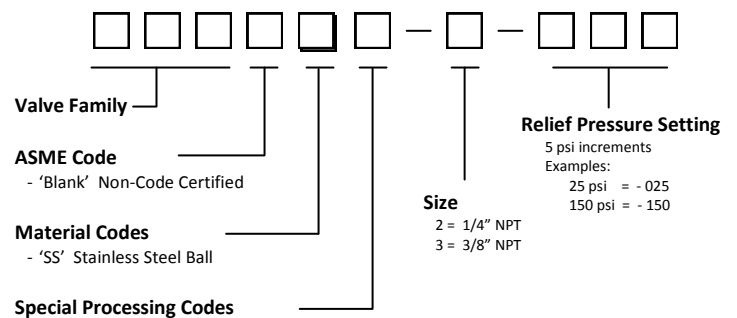 Valve Family
ASME Code
- ‘Blank’ Non-Code Certified
Material Codes
- ‘SS’ Stainless Steel Ball
Special Processing Codes
Size
2 = 1/4” NPT
3 = 3/8” NPT
Relief Pressure Setting
5 psi increments
Examples:
25 psi = - 025
150 psi = - 150